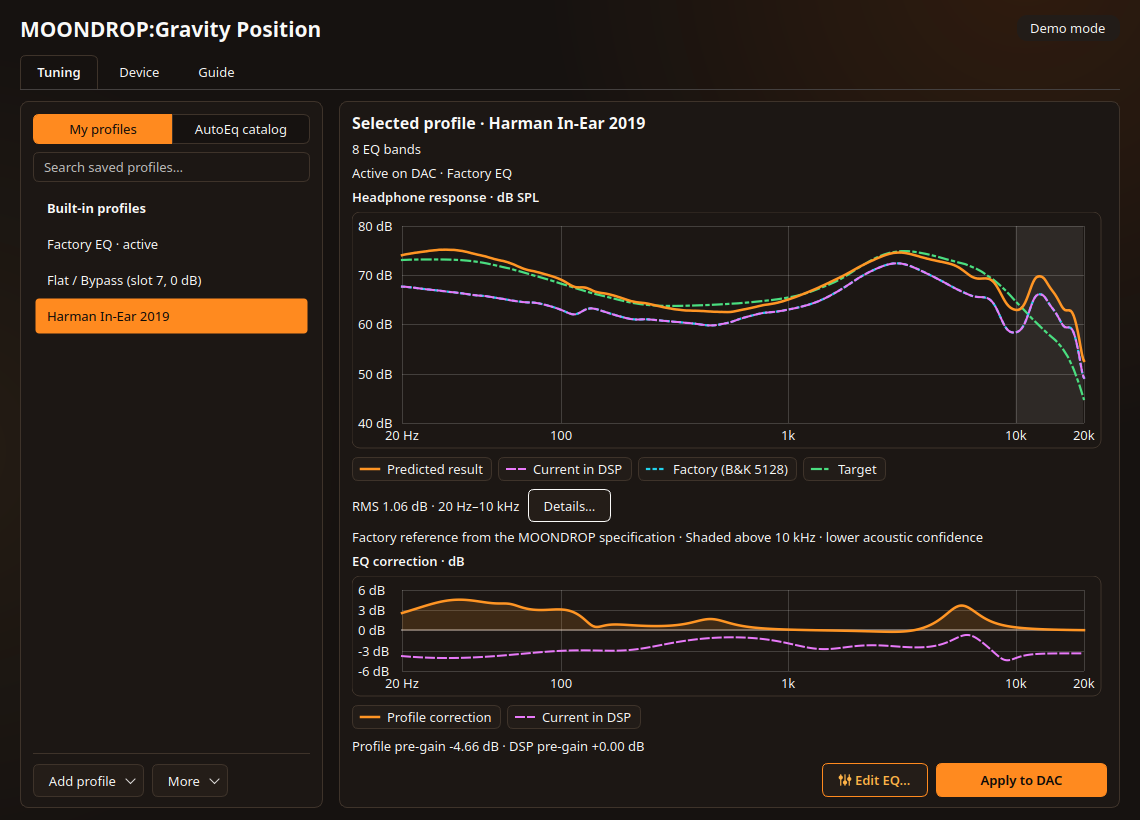 MOONDROP:Gravity Position
Demo mode
Tuning Device Guide
My profiles AutoEq catalog
Search saved profiles...
Built-in profiles
Factory EQ · active
Flat / Bypass (slot 7, 0 dB)
Harman In-Ear 2019
Add profile More
Selected profile · Harman In-Ear 2019
8 EQ bands
Active on DAC · Factory EQ
Headphone response · dB SPL
80 dB
70 dB
60 dB
50 dB
40 dB
20 Hz 100 1k 10k 20k
Predicted result Current in DSP Factory (B&K 5128) Target
RMS 1.06 dB · 20 Hz–10 kHz Details...
Factory reference from the MOONDROP specification · Shaded above 10 kHz · lower acoustic confidence
EQ correction · dB
6 dB
3 dB
0 dB
-3 dB
-6 dB
20 Hz 100 1k 10k 20k
Profile correction Current in DSP
Profile pre-gain -4.66 dB · DSP pre-gain +0.00 dB
Edit EQ... Apply to DAC